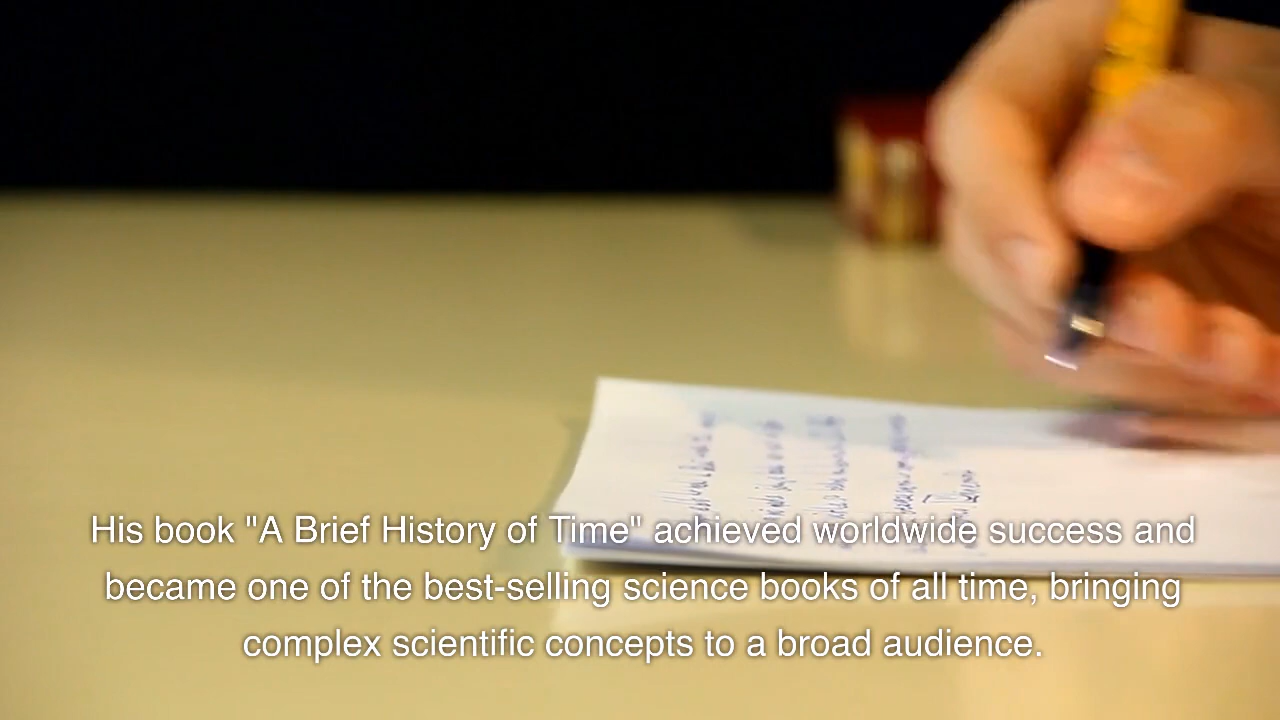 His book "A Brief History of Time" achieved worldwide success and
became one of the best-selling science books of all time, bringing
complex scientific concepts to a broad audience.